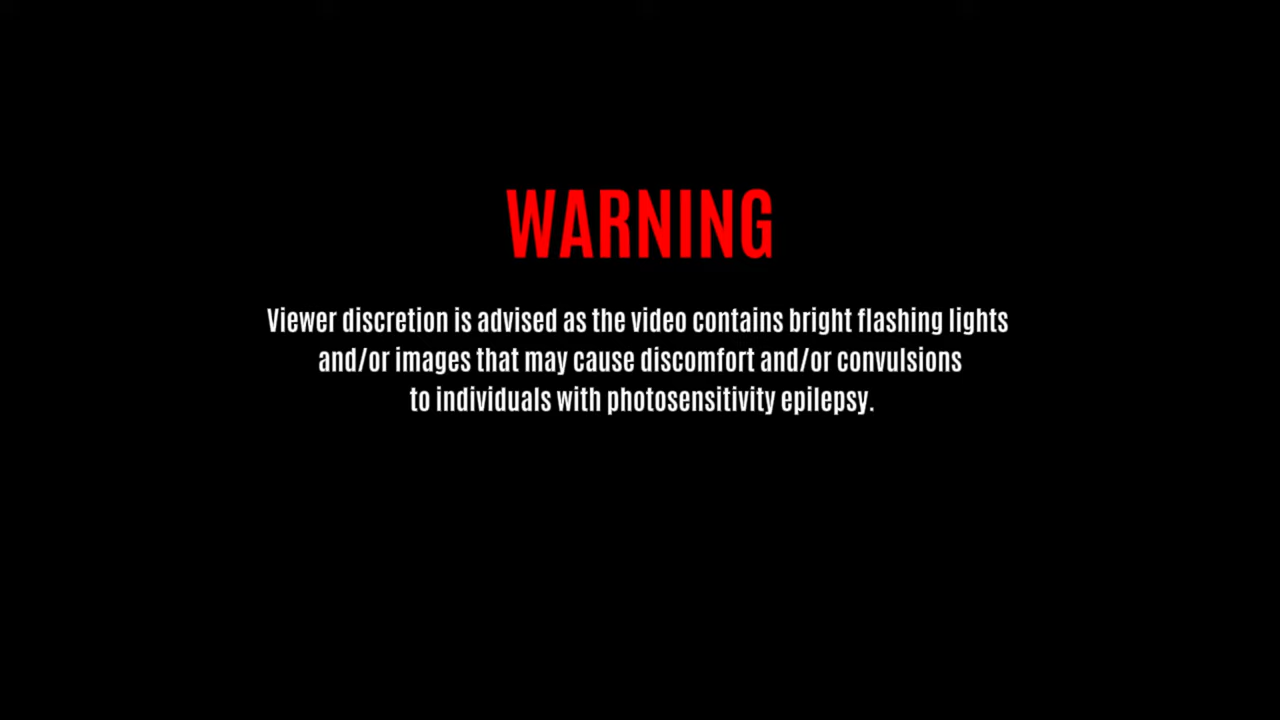 WARNING
Viewer discretion is advised as the video contains bright flashing lights
and/or images that may cause discomfort and/or convulsions
to individuals with photosensitivity epilepsy.